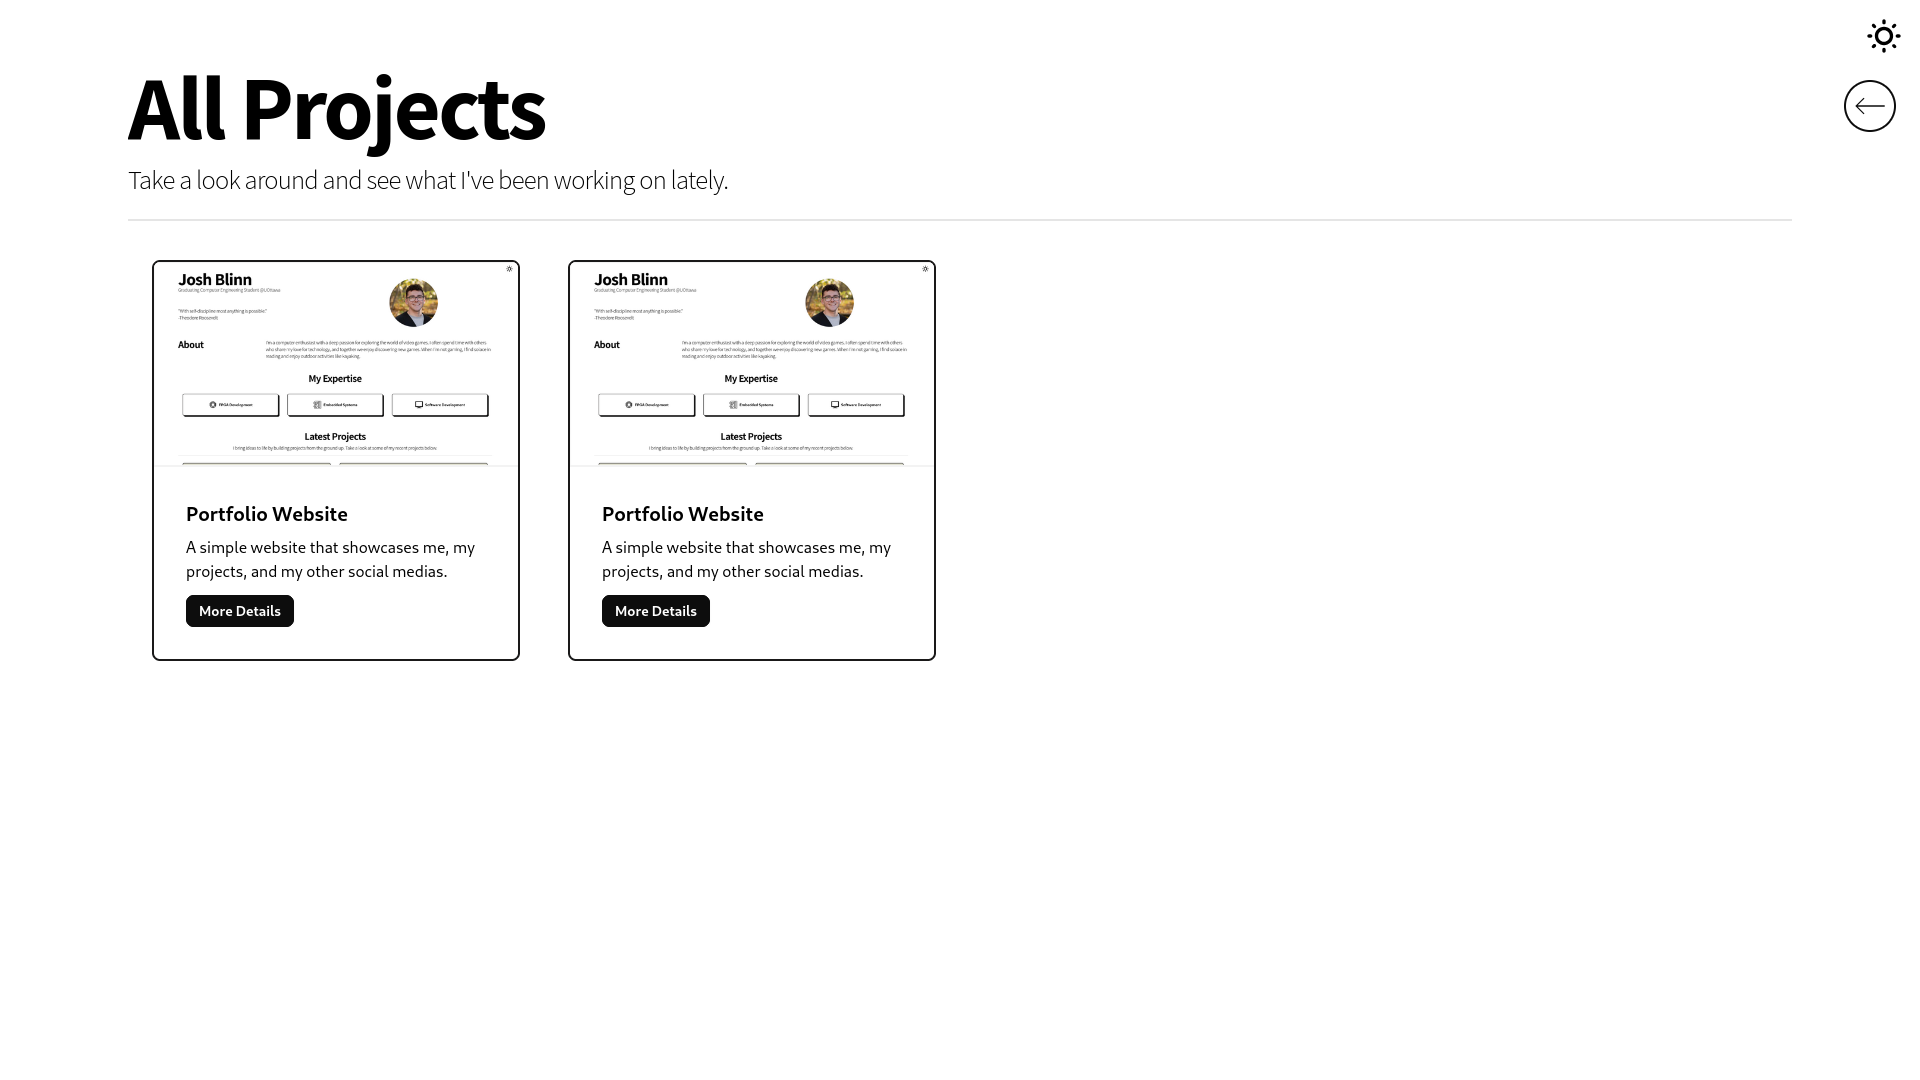 All Projects
Take a look around and see what I've been working on lately.
Josh Blinn
Graduating Computer Engineering Student @UOttawa
"With self-discipline most anything is possible."
-Theodore Roosevelt
About
I'm a computer enthusiast with a deep passion for exploring the world of video games, I often spend time with others
who share my love for technology, and together we enjoy discovering new games. When I'm not gaming, I find solace in
reading and enjoy outdoor activities like kayaking.
My Expertise
FPGA Development
Embedded Systems
Software Development
Latest Projects
I bring ideas to life by building projects from the ground up. Take a look at some of my recent projects below.
Portfolio Website
A simple website that showcases me, my
projects, and my other social medias.
More Details
Josh Blinn
Graduating Computer Engineering Student @UOttawa
"With self-discipline most anything is possible."
-Theodore Roosevelt
About
I'm a computer enthusiast with a deep passion for exploring the world of video games, I often spend time with others
who share my love for technology, and together we enjoy discovering new games. When I'm not gaming, I find solace in
reading and enjoy outdoor activities like kayaking.
My Expertise
FPGA Development
Embedded Systems
Software Development
Latest Projects
I bring ideas to life by building projects from the ground up. Take a look at some of my recent projects below.
Portfolio Website
A simple website that showcases me, my
projects, and my other social medias.
More Details